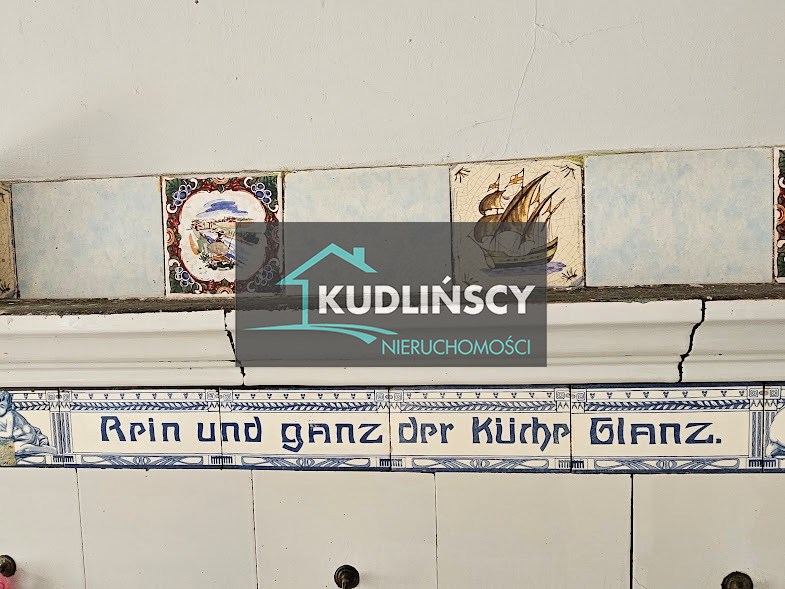 KUDLIŃSCY
NIERUCHOMOŚCI
Rein und ganz der Küche Glanz.